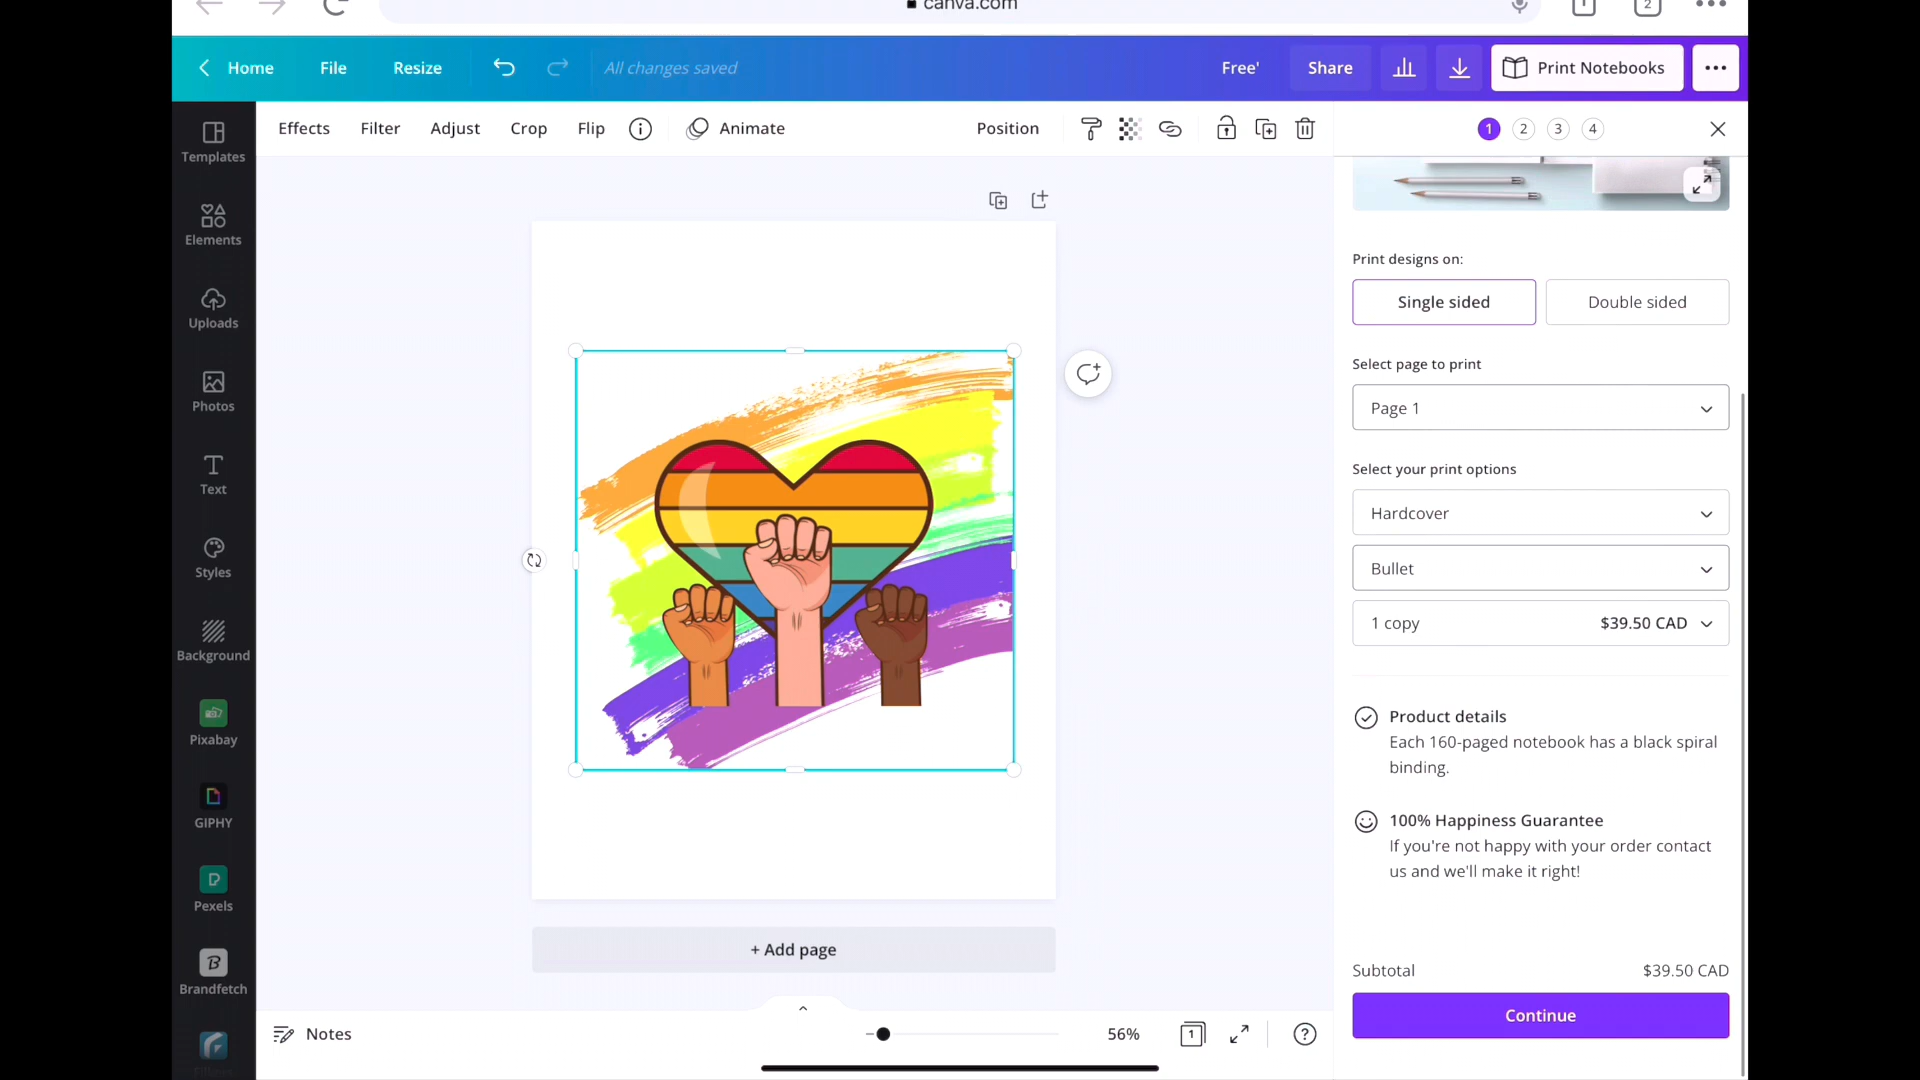 canva.com
2
Home
File
Resize
All changes saved
Free'
Share
Print Notebooks
Effects
Filter
Adjust
Crop
Flip
Animate
Position
1
2
3
4
Templates
Elements
Uploads
Photos
Text
Styles
Background
Pixabay
GIPHY
Pexels
Brandfetch
Print designs on:
Single sided
Double sided
Select page to print
Page 1
Select your print options
Hardcover
Bullet
1 copy
$39.50 CAD
Product details
Each 160-paged notebook has a black spiral
binding.
100% Happiness Guarantee
If you're not happy with your order contact
us and we'll make it right!
Subtotal
$39.50 CAD
Continue
+ Add page
Notes
56%
1